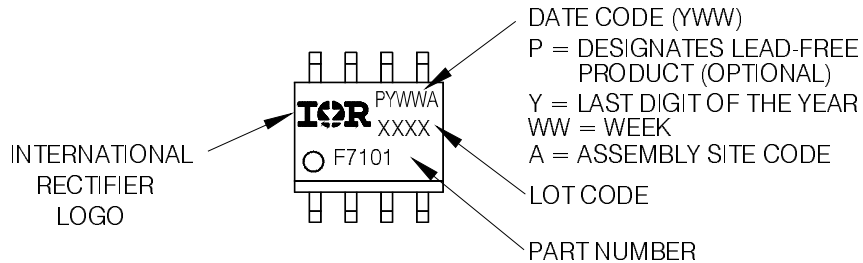 DATE CODE (YWW)
P = DESIGNATES LEAD-FREE
PRODUCT (OPTIONAL)
Y = LAST DIGIT OF THE YEAR
WW = WEEK
A = ASSEMBLY SITE CODE
IOR
PYWWA
XXXX
F7101
INTERNATIONAL
RECTIFIER
LOGO
LOT CODE
PART NUMBER